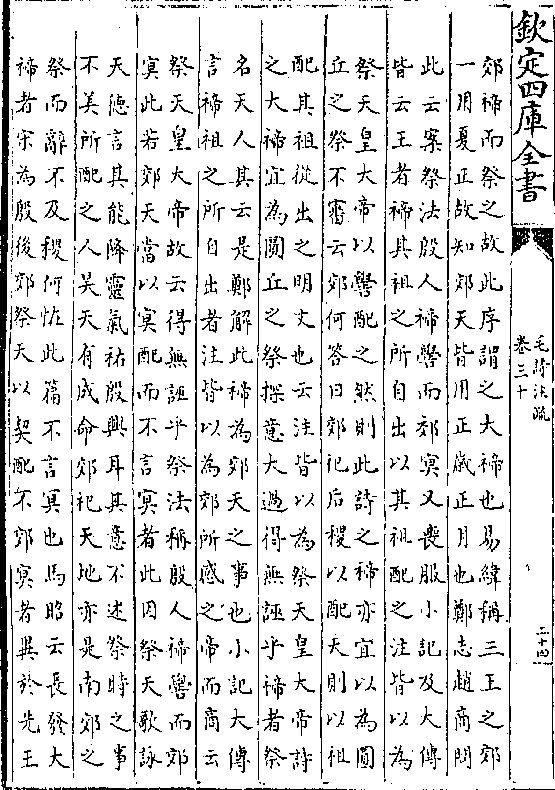 欽定四庫全書
毛詩注疏
卷三十
二十四
郊禘而祭之故此序謂之大禘也易緯稱三王之郊
一用夏正故知郊天皆用正歲正月也鄭志趙商問
此云案祭法殷人禘嚳而郊冥又喪服小記及大傳
皆云王者禘其祖之所自出以其祖配之注皆以為
祭天皇大帝以嚳配之然則此詩之禘亦宜以為圜
丘之祭不審云郊何答曰郊祀后稷以配天則以祖
配其祖從出之明文也云注皆以為祭天皇大帝詩
之大禘宜為圜丘之祭探意大過得無誣乎禘者祭
名天人其云是鄭解此禘為郊天之事也小記大傳
言禘祖之所自出者注皆以為郊所感之帝而商云
祭天皇大帝故云得無誣乎祭法稱殷人禘嚳而郊
冥此若郊天當以冥配而不言冥者此因祭天歌詠
天德言其能降靈氣祐殷興耳其意不述祭時之事
不美所配之人昊天有成命郊祀天地亦是南郊之
祭而辭不及稷何怪此篇不言冥也馬昭云長發大
禘者宋為殷後郊祭天以契配不郊冥者異於先王